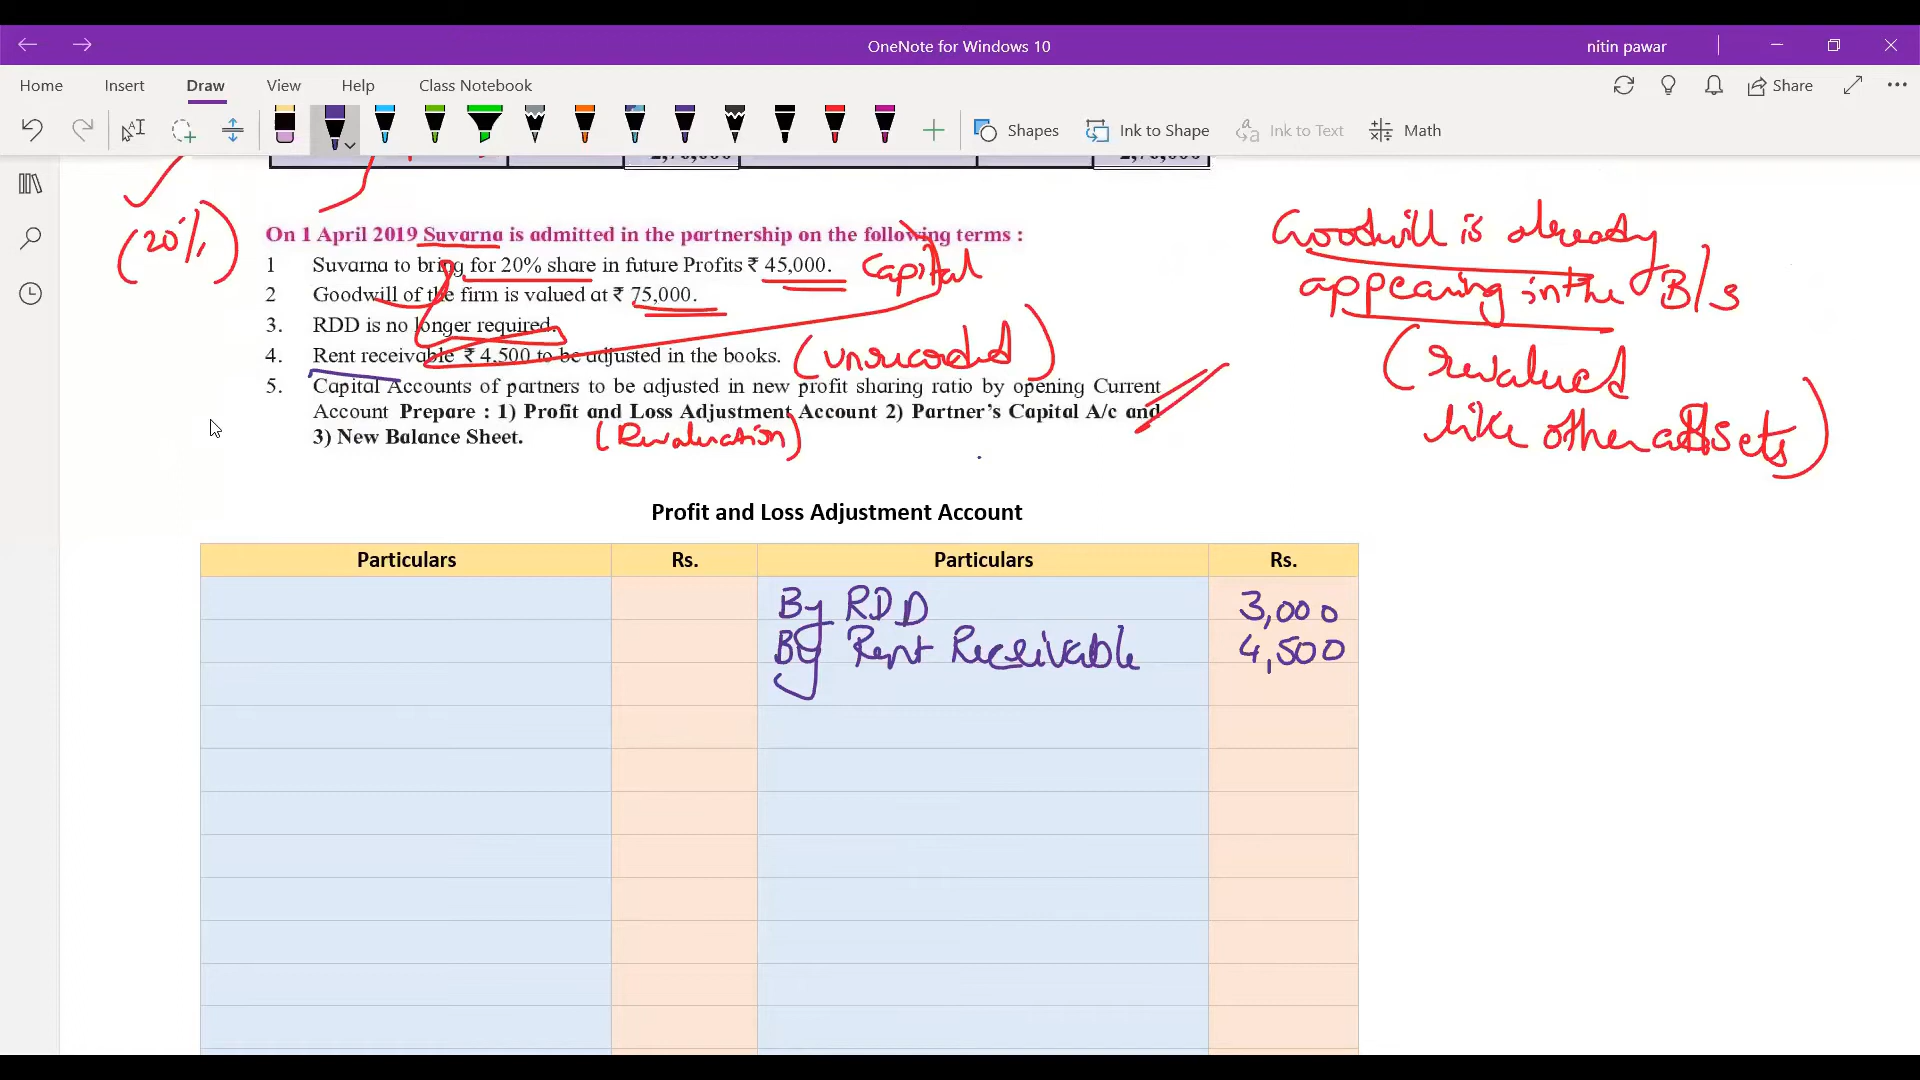 OneNote for Windows 10
nitin pawar
Home Insert Draw View Help Class Notebook
Share
Shapes Ink to Shape Ink to Text Math
2,70,000 2,70,000
(20%)
On 1 April 2019 Suvarna is admitted in the partnership on the following terms :
1 Suvarna to bring for 20% share in future Profits ₹ 45,000. Capital
2 Goodwill of the firm is valued at ₹ 75,000.
3. RDD is no longer required.
4. Rent receivable ₹ 4,500 to be adjusted in the books. (unrecorded)
5. Capital Accounts of partners to be adjusted in new profit sharing ratio by opening Current
Account Prepare : 1) Profit and Loss Adjustment Account 2) Partner's Capital A/c and
3) New Balance Sheet. (Revaluation)
Goodwill is already
appearing in the B/s
(revalued
like other assets)
Profit and Loss Adjustment Account
Particulars Rs. Particulars Rs.
By RDD 3,000
By Rent Receivable 4,500